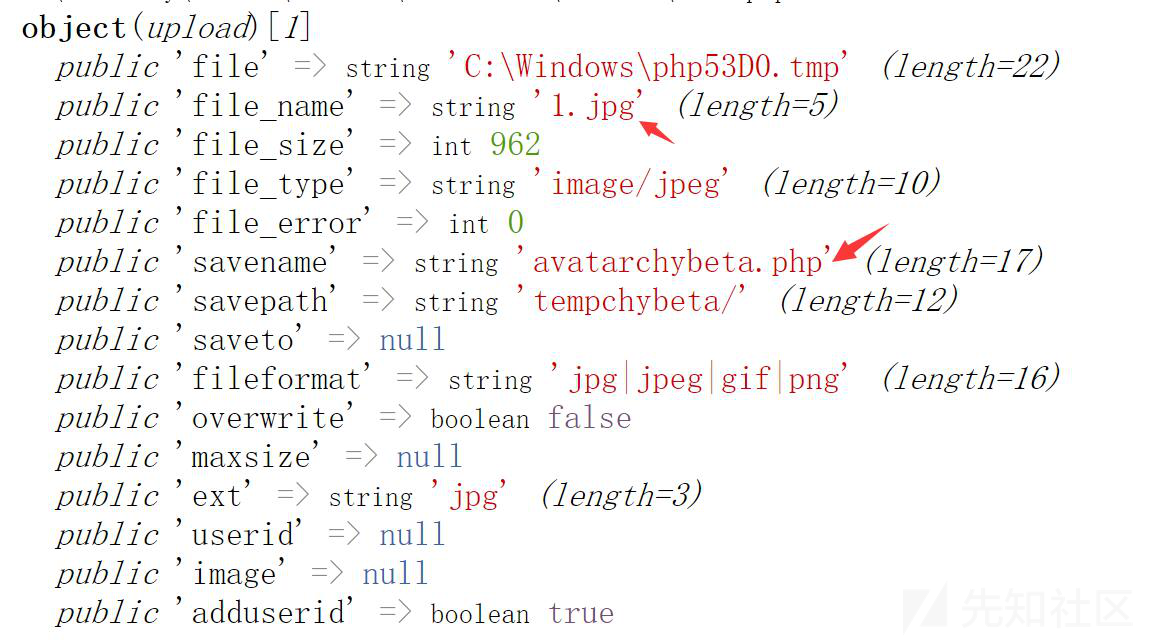 object(upload)[1]
public 'file' => string 'C:\Windows\php53D0.tmp' (length=22)
public 'file_name' => string '1.jpg' (length=5)
public 'file_size' => int 962
public 'file_type' => string 'image/jpeg' (length=10)
public 'file_error' => int 0
public 'savename' => string 'avatarchybeta.php' (length=17)
public 'savepath' => string 'tempchybeta/' (length=12)
public 'saveto' => null
public 'fileformat' => string 'jpg|jpeg|gif|png' (length=16)
public 'overwrite' => boolean false
public 'maxsize' => null
public 'ext' => string 'jpg' (length=3)
public 'userid' => null
public 'image' => null
public 'adduserid' => boolean true
先知社区